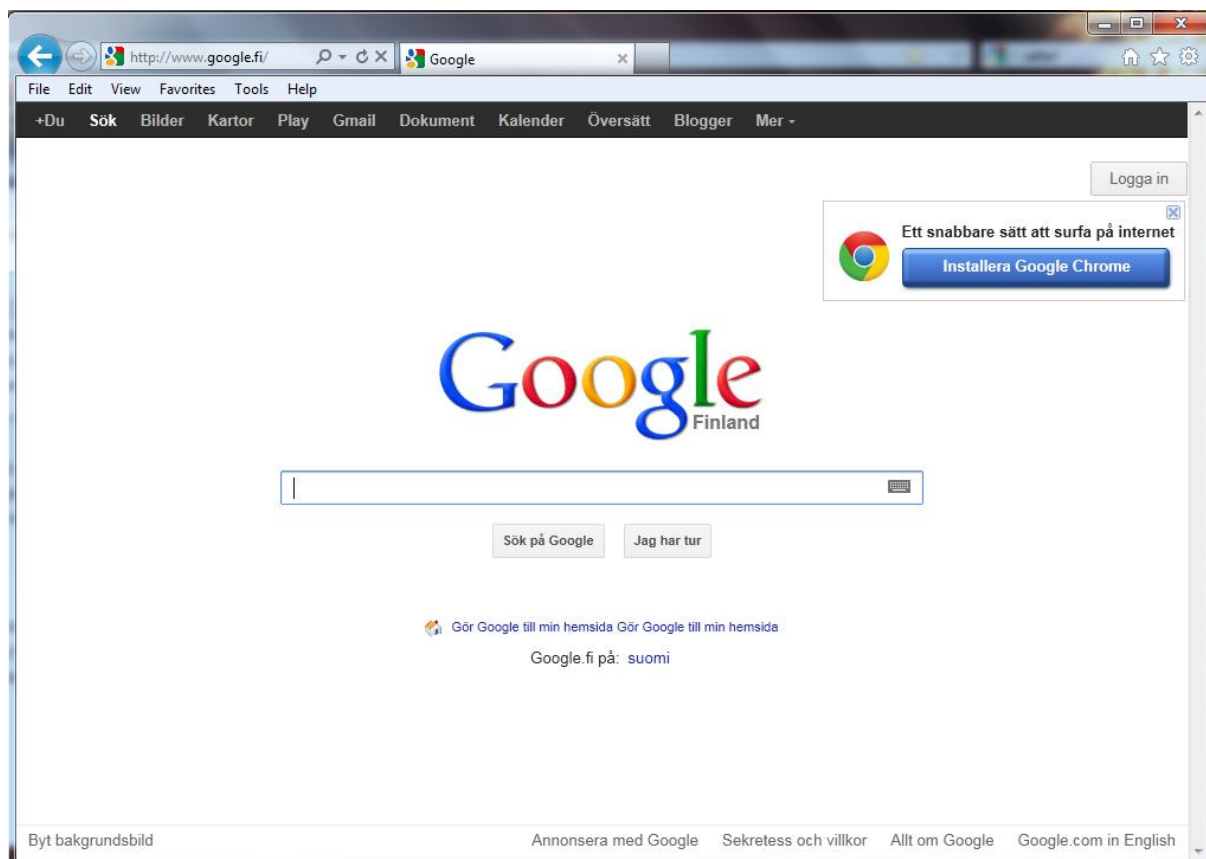 http://www.google.fi/
Google
File Edit View Favorites Tools Help
+Du Sök Bilder Kartor Play Gmail Dokument Kalender Översätt Blogger Mer
Logga in
Ett snabbare sätt att surfa på internet
Installera Google Chrome
Google
Finland
Sök på Google Jag har tur
Gör Google till min hemsida Gör Google till min hemsida
Google.fi på: suomi
Byt bakgrundsbild Annonsera med Google Sekretess och villkor Allt om Google Google.com in English